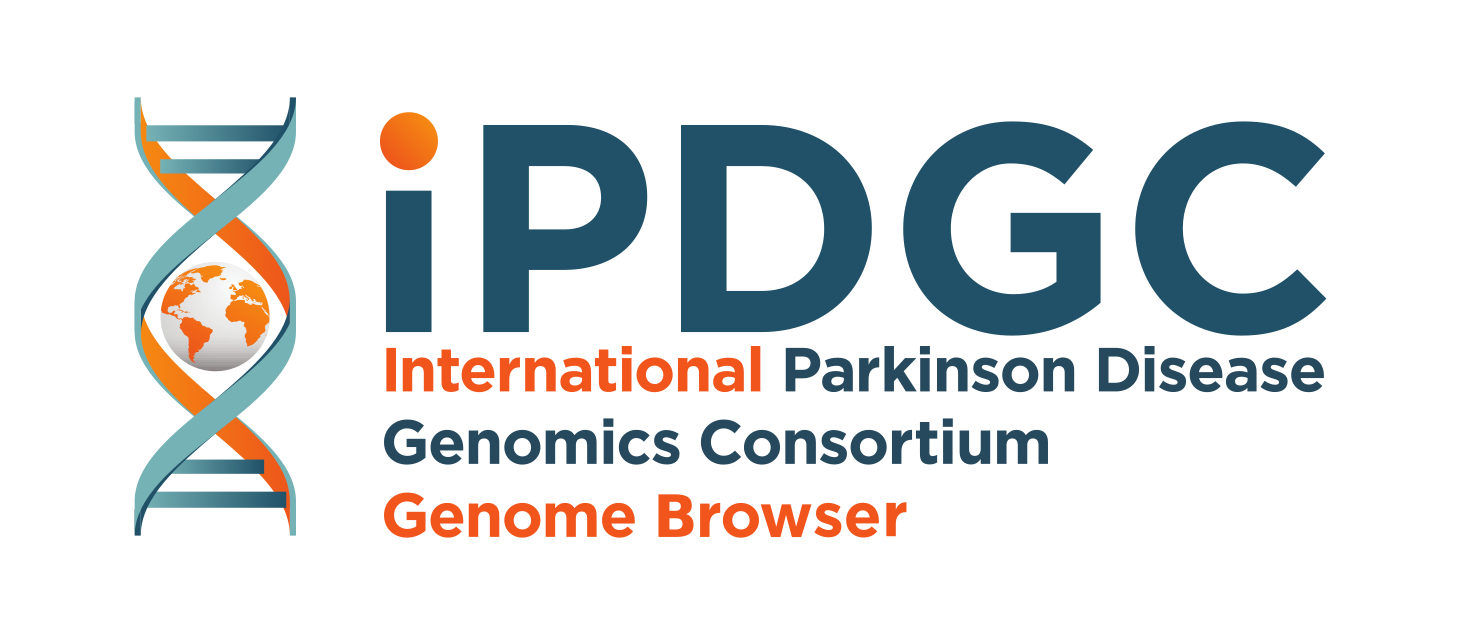 iPDGC
International Parkinson Disease
Genomics Consortium
Genome Browser